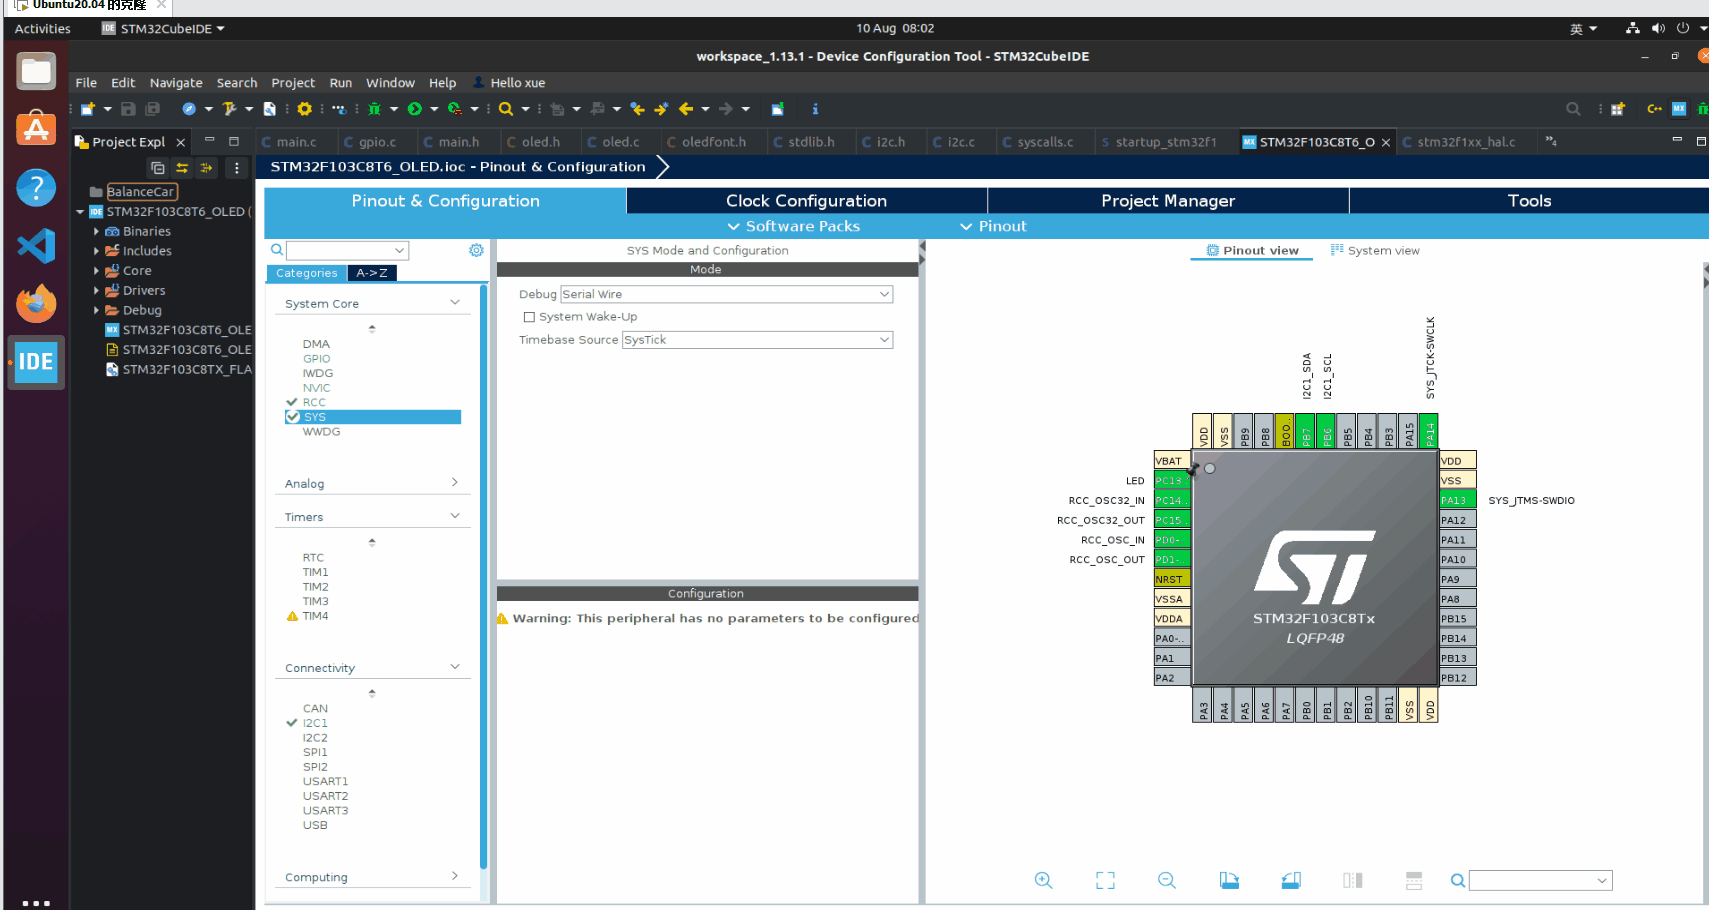 Ubuntu20.04 的克隆
Activities
STM32CubeIDE
10 Aug 08:02
英
workspace_1.13.1 - Device Configuration Tool - STM32CubeIDE
File Edit Navigate Search Project Run Window Help Hello xue
Project Expl
main.c
gpio.c
main.h
oled.h
oled.c
oledfont.h
stdlib.h
i2c.h
i2c.c
syscalls.c
startup_stm32f1
STM32F103C8T6_O
stm32f1xx_hal.c
"4
STM32F103C8T6_OLED.ioc - Pinout & Configuration
BalanceCar
STM32F103C8T6_OLED (
Binaries
Includes
Core
Drivers
Debug
STM32F103C8T6_OLE
STM32F103C8T6_OLE
STM32F103C8TX_FLA
IDE
Pinout & Configuration
Clock Configuration
Project Manager
Tools
Software Packs
Pinout
Categories
A->Z
System Core
DMA
GPIO
IWDG
NVIC
RCC
SYS
WWDG
Analog
Timers
RTC
TIM1
TIM2
TIM3
TIM4
Connectivity
CAN
I2C1
I2C2
SPI1
SPI2
USART1
USART2
USART3
USB
Computing
SYS Mode and Configuration
Mode
Debug Serial Wire
System Wake-Up
Timebase Source SysTick
Configuration
Warning: This peripheral has no parameters to be configured
Pinout view
System view
I2C1_SDA
I2C1_SCL
SYS_JTCK-SWCLK
VDD
VSS
PB9
PB8
BOO..
PB7
PB6
PB5
PB4
PB3
PA15
PA14
VBAT
LED PC13
RCC_OSC32_IN PC14..
RCC_OSC32_OUT PC15..
RCC_OSC_IN PD0-
RCC_OSC_OUT PD1-..
NRST
VSSA
VDDA
PA0-..
PA1
PA2
VDD
VSS
PA13 SYS_JTMS-SWDIO
PA12
PA11
PA10
PA9
PA8
PB15
PB14
PB13
PB12
STM32F103C8Tx
LQFP48
PA3
PA4
PA5
PA6
PA7
PB0
PB1
PB2
PB10
PB11
VSS
VDD